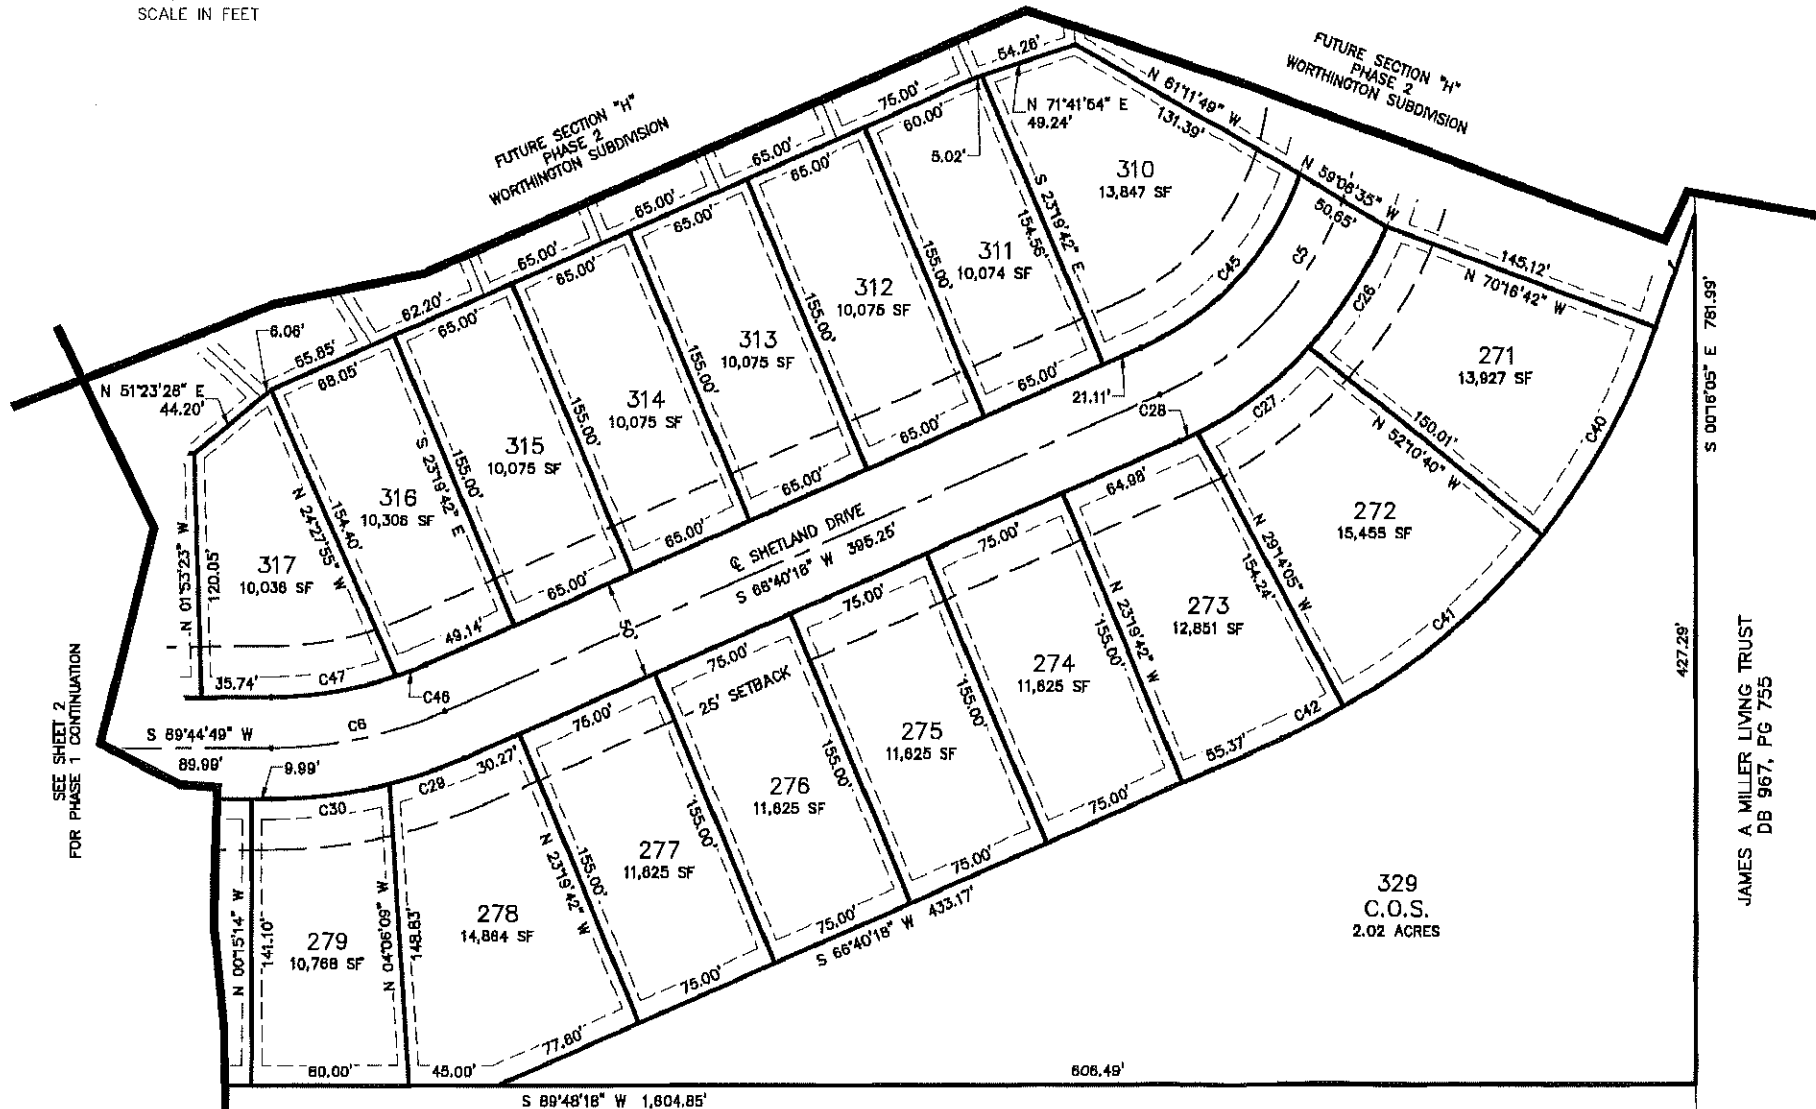 SCALE IN FEET
FUTURE SECTION "H"
PHASE 2
WORTHINGTON SUBDIVISION
FUTURE SECTION "H"
PHASE 2
WORTHINGTON SUBDIVISION
54.26'
N 71°41'54" E
49.24'
N 61°11'49" W
131.39'
N 59°06'35" W
50.65'
145.12'
N 70°16'42" W
75.00'
60.00'
5.02'
65.00'
65.00'
65.00'
65.00'
65.00'
65.00'
62.20'
65.00'
55.85'
68.05'
6.06'
N 51°23'28" E
44.20'
310
13,847 SF
S 23°19'42" E
154.56'
311
10,074 SF
155.00'
312
10,075 SF
155.00'
313
10,075 SF
155.00'
314
10,075 SF
155.00'
315
10,075 SF
S 23°19'42" E
155.00'
316
10,306 SF
N 24°27'55" W
154.40'
317
10,036 SF
N 01°53'23" W
120.05'
C45
C5
C26
21.11'
C28
C27
65.00'
65.00'
65.00'
65.00'
65.00'
49.14'
C46
C47
35.74'
℄ SHETLAND DRIVE
S 66°40'18" W 395.25'
50'
C6
S 89°44'49" W
89.99'
9.99'
C30
C29
30.27'
75.00'
75.00'
75.00'
75.00'
64.98'
25' SETBACK
271
13,927 SF
C40
150.01'
N 52°10'40" W
272
15,455 SF
C41
N 29°14'05" W
154.24'
273
12,851 SF
C42
55.37'
N 23°19'42" W
155.00'
274
11,625 SF
75.00'
155.00'
275
11,625 SF
75.00'
155.00'
276
11,625 SF
75.00'
155.00'
277
11,625 SF
75.00'
N 23°19'42" W
155.00'
278
14,864 SF
77.80'
45.00'
N 04°06'09" W
148.83'
279
10,768 SF
60.00'
N 00°15'14" W
141.10'
S 66°40'18" W 433.17'
329
C.O.S.
2.02 ACRES
606.49'
S 89°48'18" W 1,604.85'
S 00°16'05" E 781.99'
427.29'
JAMES A MILLER LIVING TRUST
DB 967, PG 755
SEE SHEET 2
FOR PHASE 1 CONTINUATION